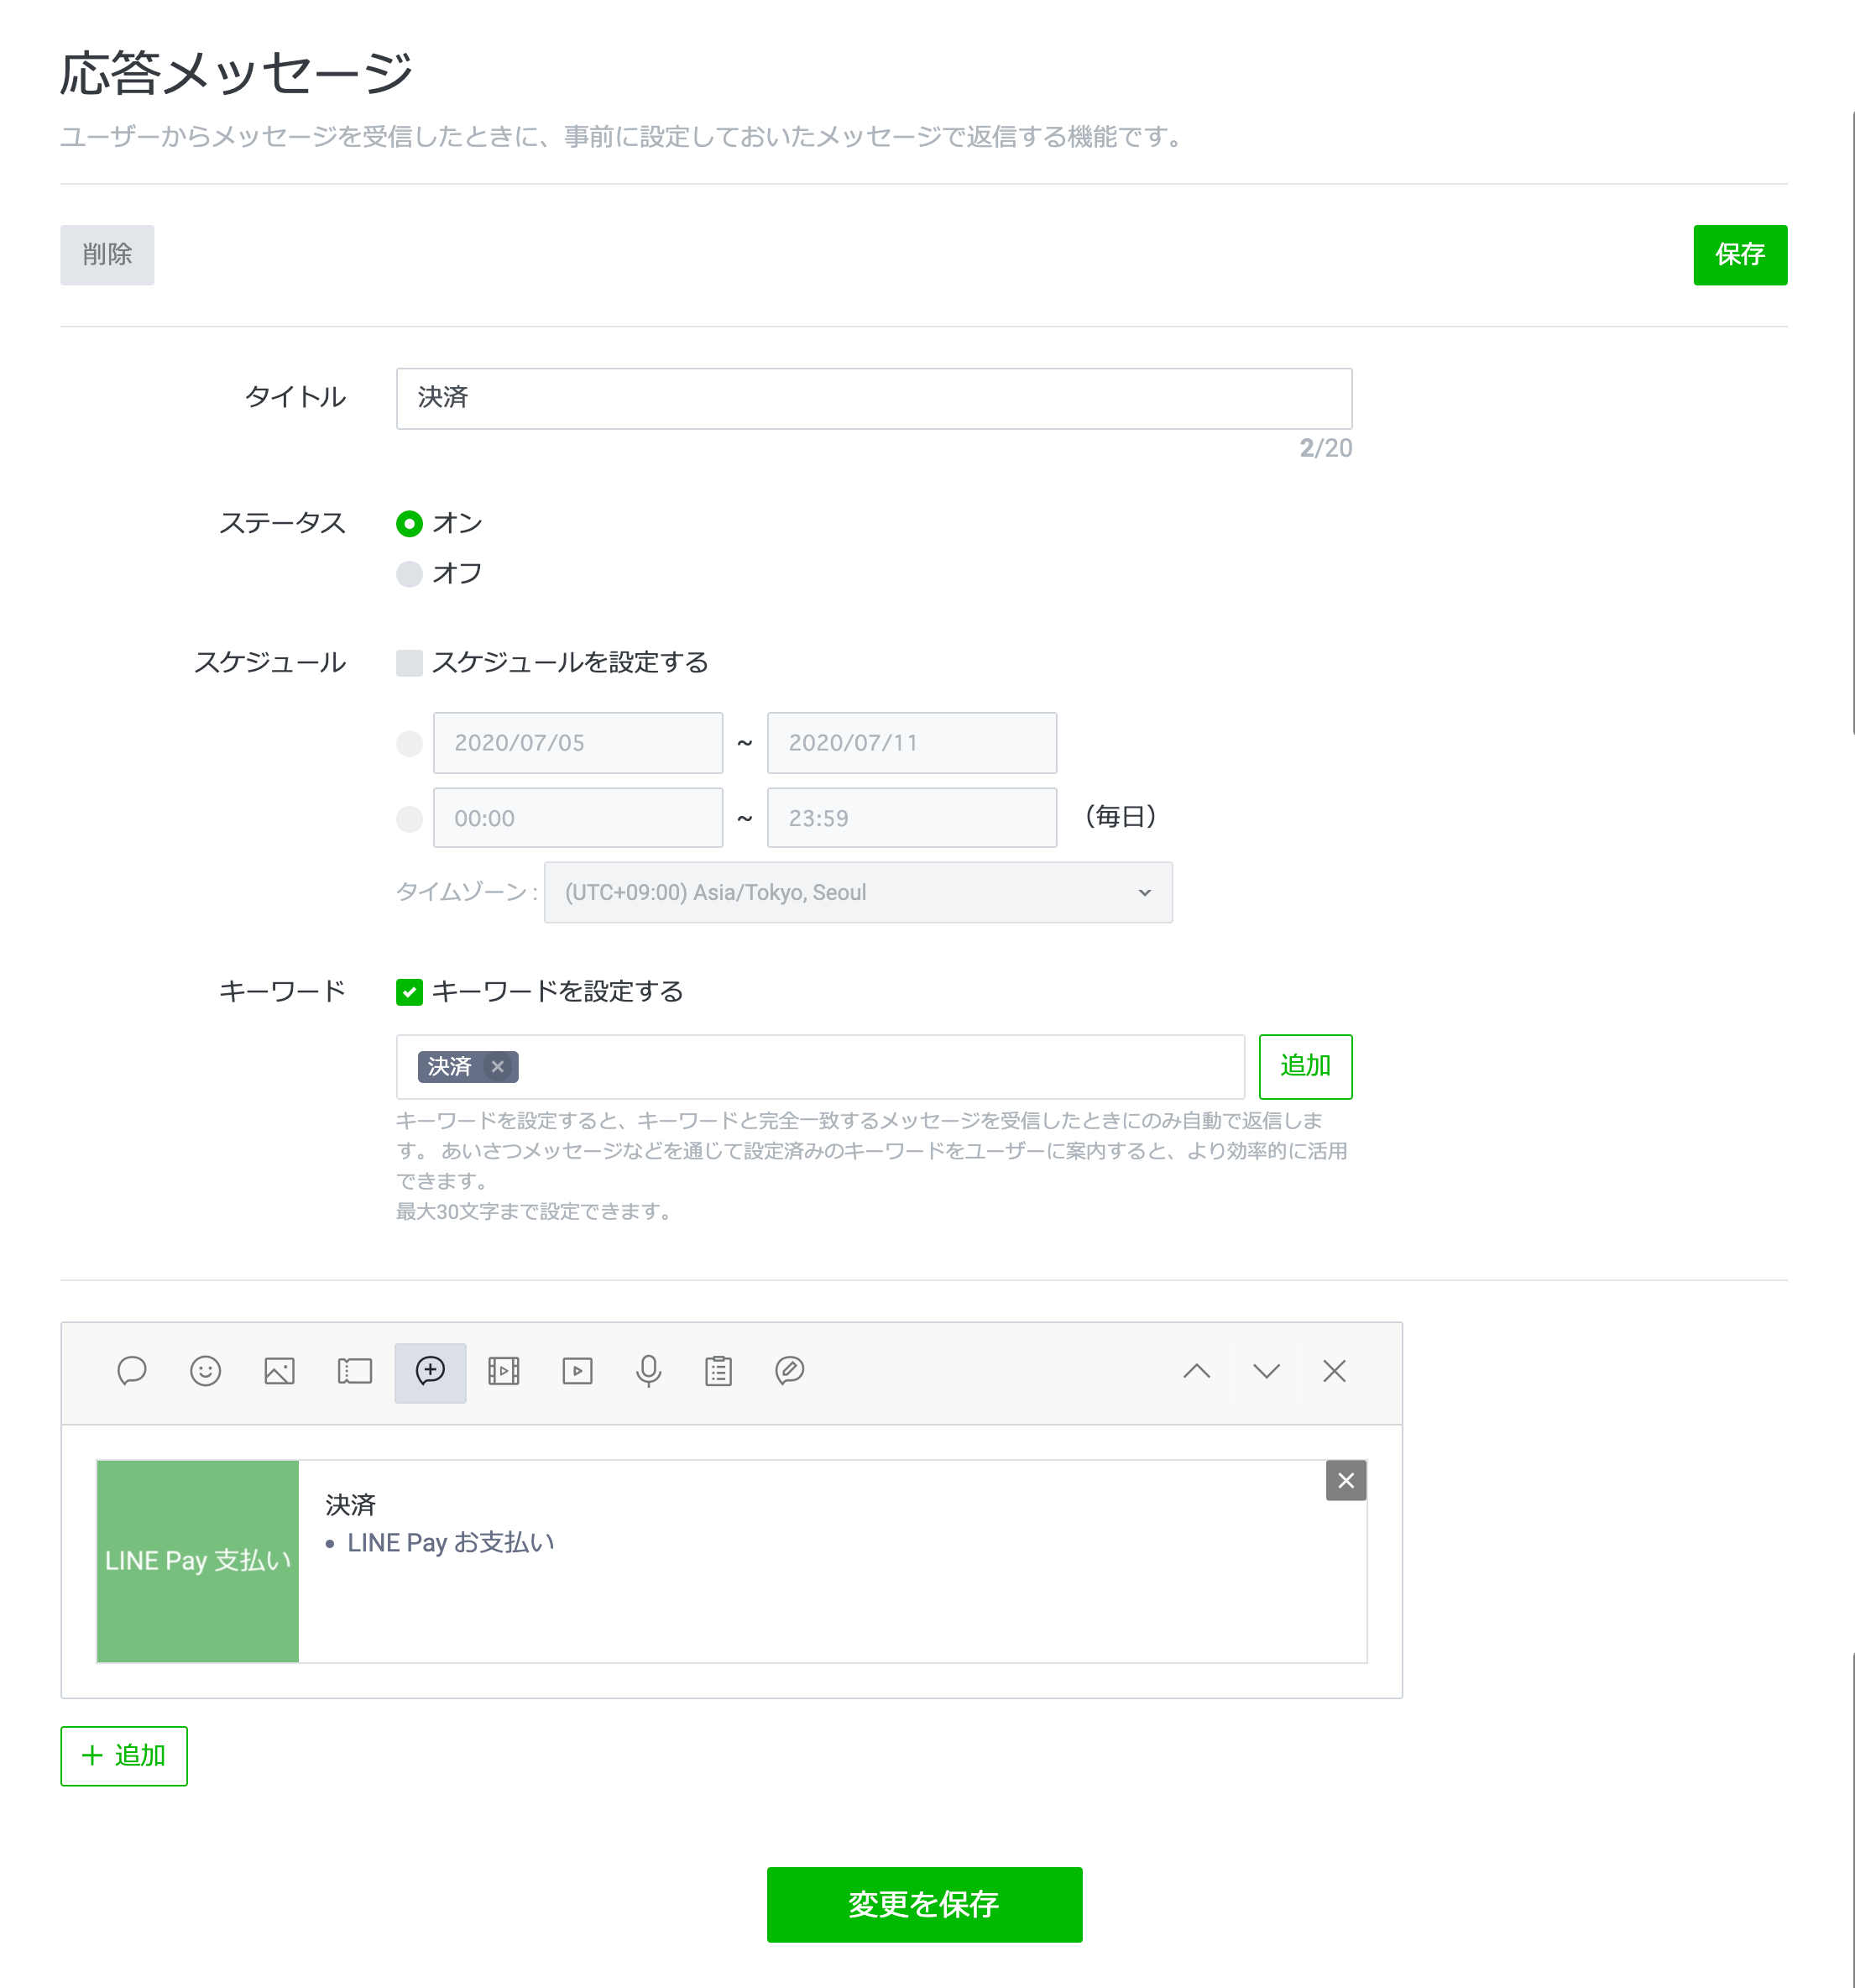 応答メッセージ
ユーザーからメッセージを受信したときに、事前に設定しておいたメッセージで返信する機能です。
削除
保存
タイトル
決済
2/20
ステータス
オン
オフ
スケジュール
スケジュールを設定する
2020/07/05 ~ 2020/07/11
00:00 ~ 23:59 (毎日)
タイムゾーン : (UTC+09:00) Asia/Tokyo, Seoul
キーワード
キーワードを設定する
決済
追加
キーワードを設定すると、キーワードと完全一致するメッセージを受信したときにのみ自動で返信しま
す。 あいさつメッセージなどを通じて設定済みのキーワードをユーザーに案内すると、より効率的に活用
できます。
最大30文字まで設定できます。
LINE Pay 支払い
決済
• LINE Pay お支払い
+ 追加
変更を保存